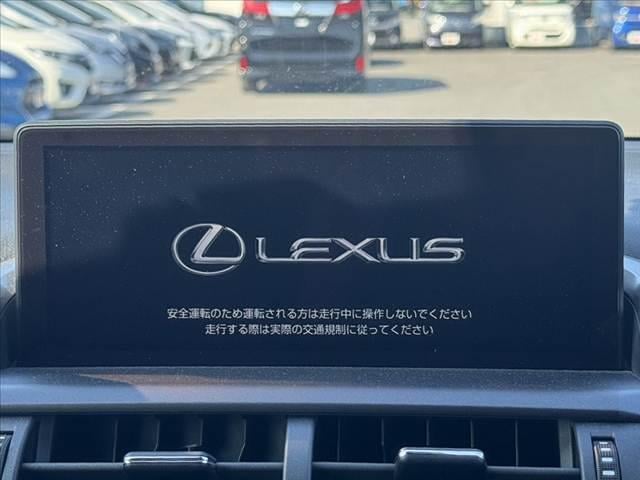 LEXUS
安全運転のため運転される方は走行中に操作しないでください
走行する際は実際の交通規制に従ってください